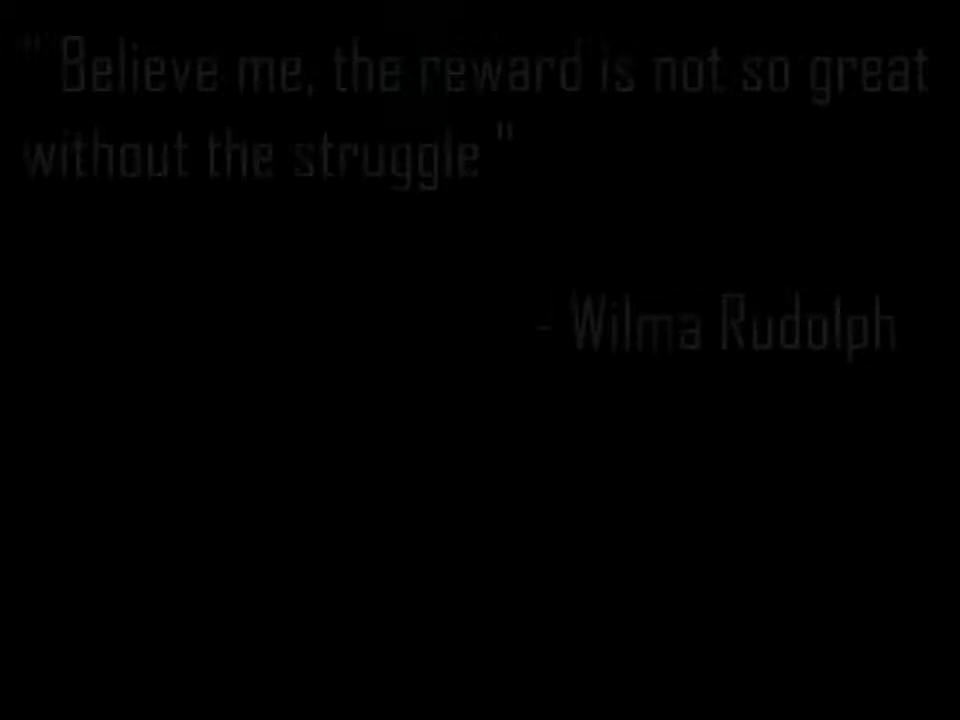 " Believe me, the reward is not so great
without the struggle "
- Wilma Rudolph